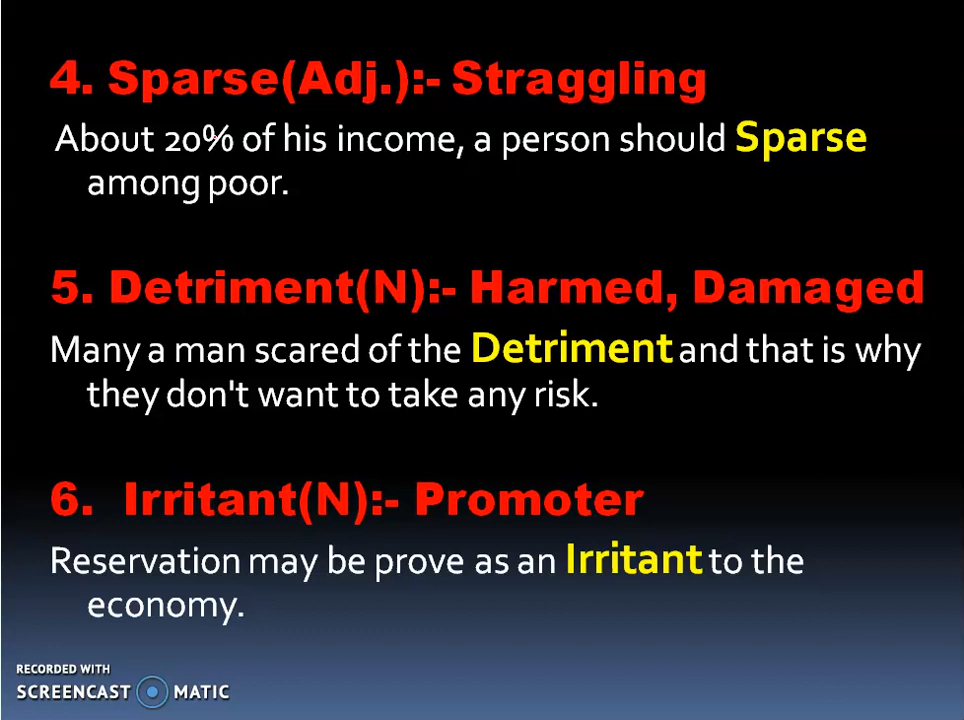 4. Sparse(Adj.):- Straggling
About 20% of his income, a person should Sparse
among poor.
5. Detriment(N):- Harmed, Damaged
Many a man scared of the Detriment and that is why
they don't want to take any risk.
6. Irritant(N):- Promoter
Reservation may be prove as an Irritant to the
economy.
RECORDED WITH
SCREENCAST MATIC